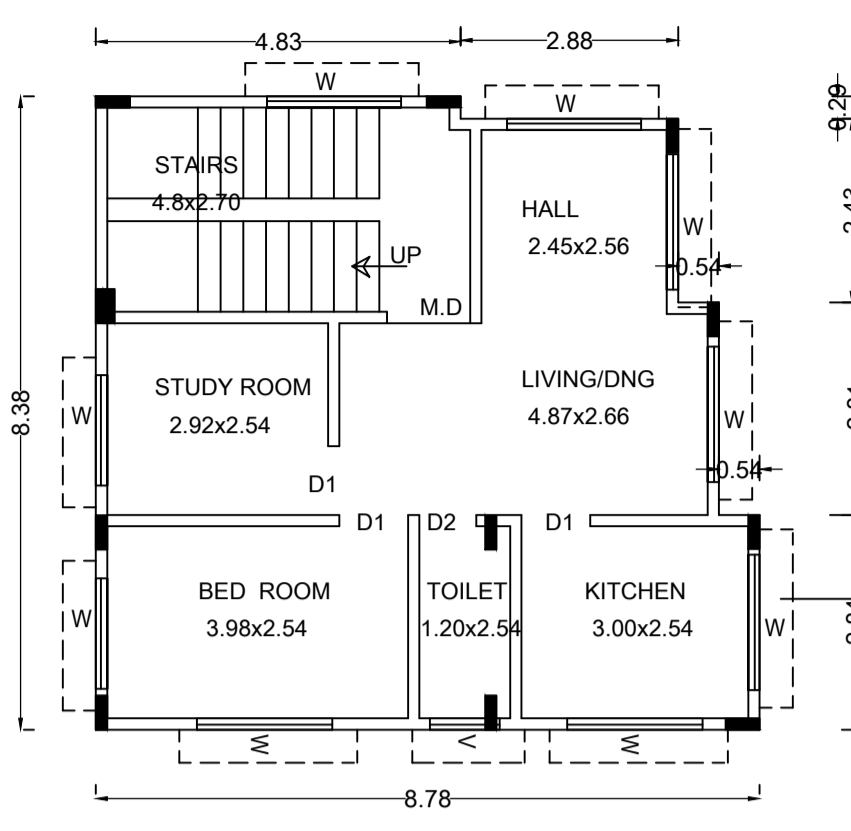 4.83
2.88
W
W
0.29
STAIRS
4.8x2.70
HALL
2.45x2.56
W
0.54
UP
M.D
8.38
STUDY ROOM
2.92x2.54
W
LIVING/DNG
4.87x2.66
W
0.54
D1
D1
D2
D1
BED ROOM
3.98x2.54
W
TOILET
1.20x2.54
KITCHEN
3.00x2.54
W
W
V
W
8.78